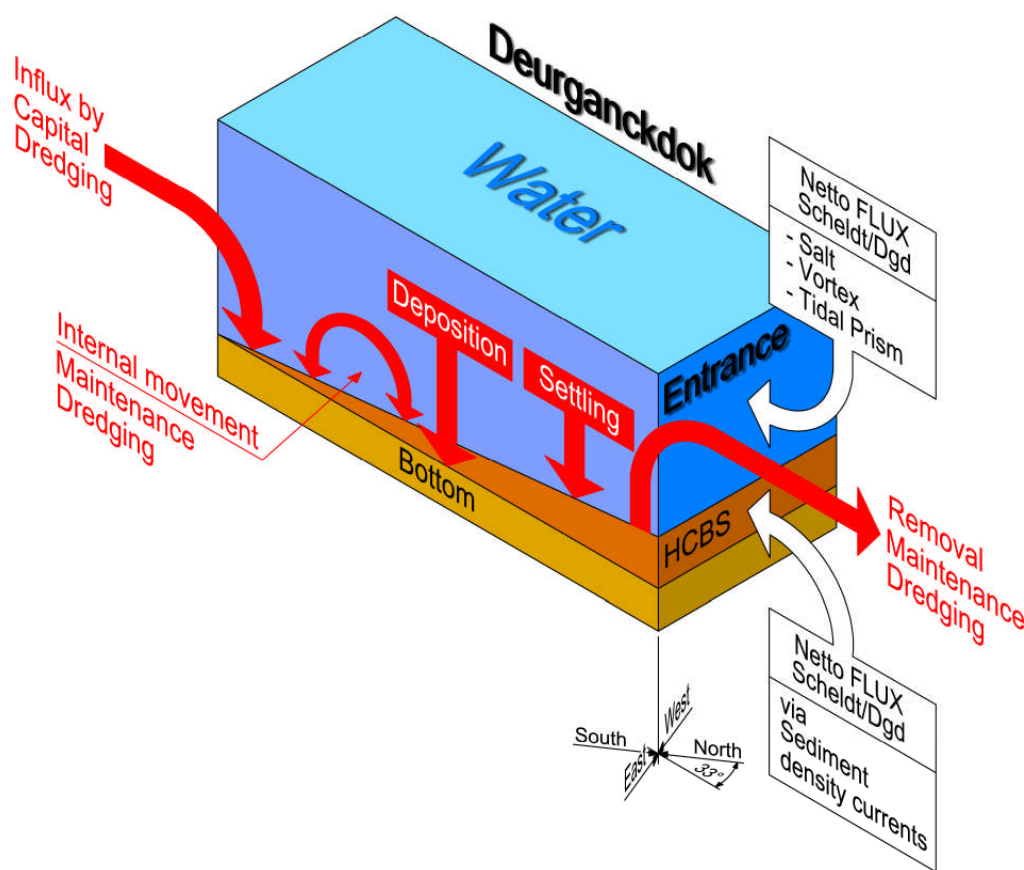 Deurganckdok
Water
Influx by
Capital
Dredging
Netto FLUX
Scheldt/Dgd
- Salt
- Vortex
- Tidal Prism
Deposition
Settling
Entrance
Internal movement
Maintenance
Dredging
Bottom
HCBS
Removal
Maintenance
Dredging
Netto FLUX
Scheldt/Dgd
via
Sediment
density currents
West
South
North
East
33°